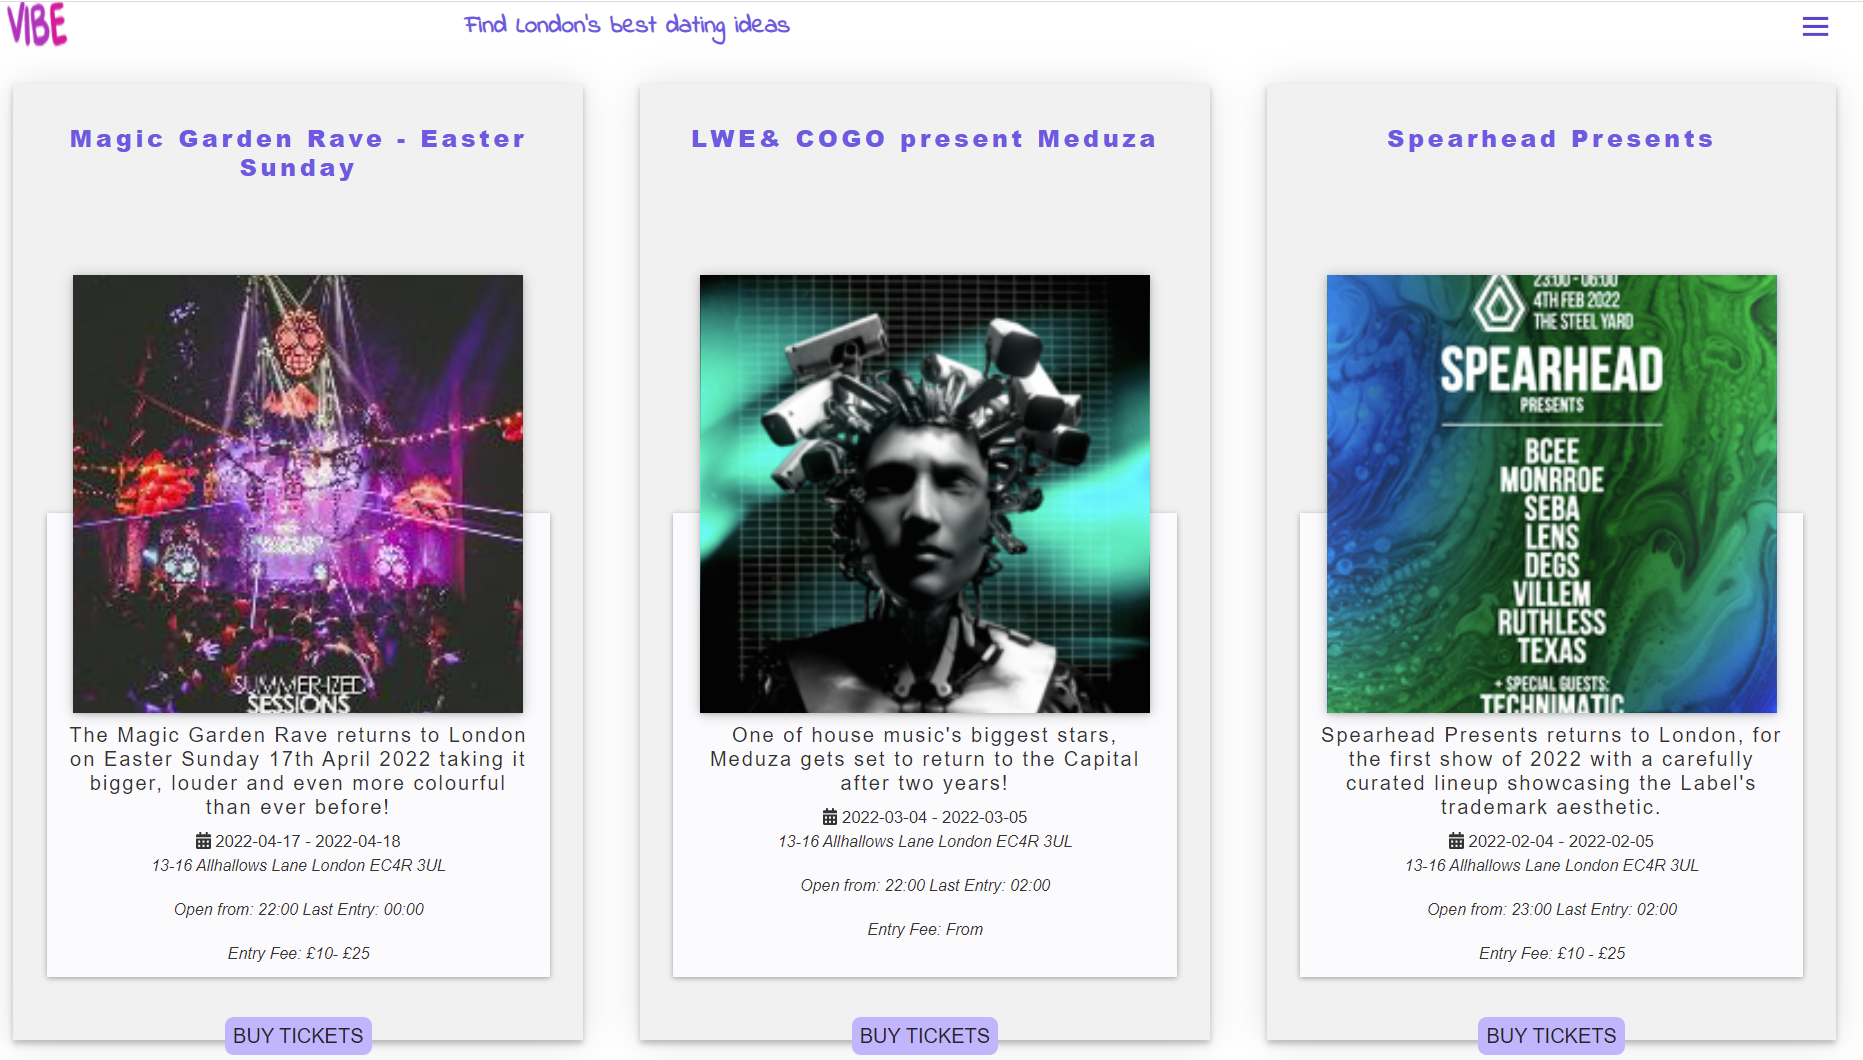 VIBE
Find London's best dating ideas
Magic Garden Rave - Easter
Sunday
SUMMER-IZED
SESSIONS
The Magic Garden Rave returns to London
on Easter Sunday 17th April 2022 taking it
bigger, louder and even more colourful
than ever before!
2022-04-17 - 2022-04-18
13-16 Allhallows Lane London EC4R 3UL
Open from: 22:00 Last Entry: 00:00
Entry Fee: £10- £25
BUY TICKETS
LWE& COGO present Meduza
One of house music's biggest stars,
Meduza gets set to return to the Capital
after two years!
2022-03-04 - 2022-03-05
13-16 Allhallows Lane London EC4R 3UL
Open from: 22:00 Last Entry: 02:00
Entry Fee: From
BUY TICKETS
Spearhead Presents
23:00 - 06:00
4TH FEB 2022
THE STEEL YARD
SPEARHEAD
PRESENTS
BCEE
MONRROE
SEBA
LENS
DEGS
VILLEM
RUTHLESS
TEXAS
+ SPECIAL GUESTS:
TECHNIMATIC
Spearhead Presents returns to London, for
the first show of 2022 with a carefully
curated lineup showcasing the Label's
trademark aesthetic.
2022-02-04 - 2022-02-05
13-16 Allhallows Lane London EC4R 3UL
Open from: 23:00 Last Entry: 02:00
Entry Fee: £10 - £25
BUY TICKETS